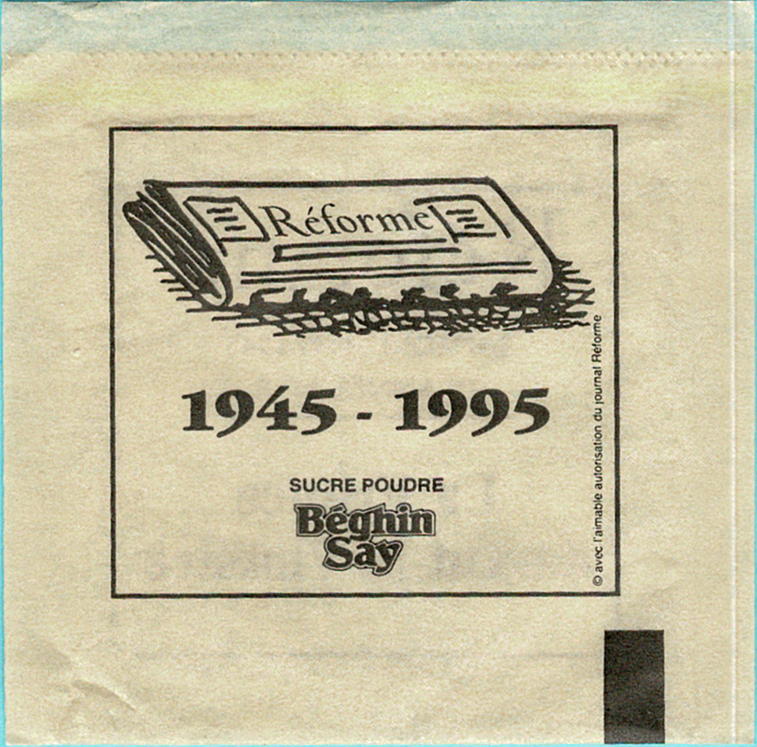 Réforme
1945 - 1995
SUCRE POUDRE
Béghin
Say
© avec l'aimable autorisation du journal Réforme